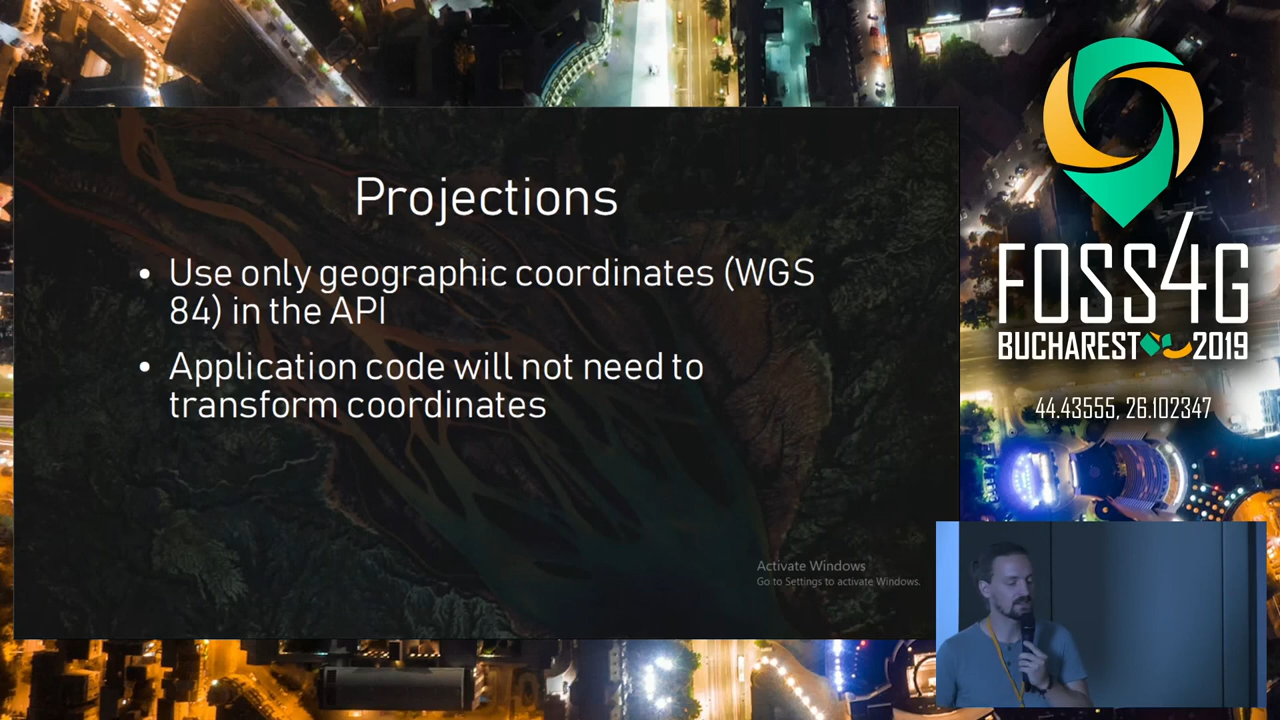 Projections
• Use only geographic coordinates (WGS
84) in the API
• Application code will not need to
transform coordinates
Activate Windows
Go to Settings to activate Windows.
FOSS4G
BUCHAREST 2019
44.43555, 26.102347